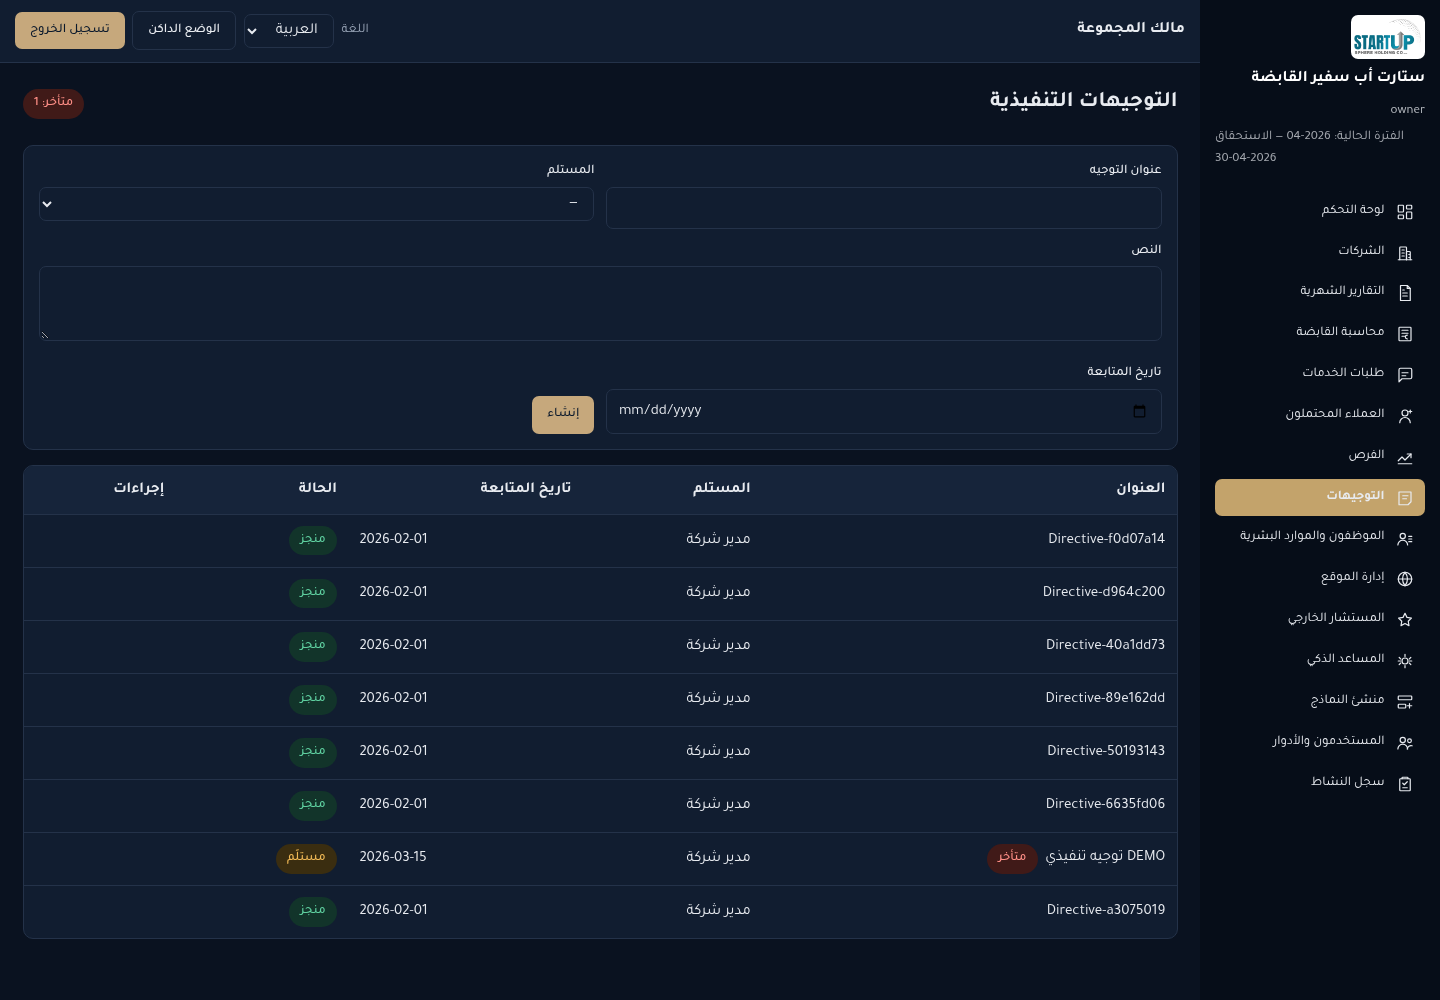 STARTUP
SPHERE HOLDING CO...
ستارت أب سفير القابضة
owner
الفترة الحالية: 2026-04 — الاستحقاق
30-04-2026
لوحة التحكم
الشركات
التقارير الشهرية
محاسبة القابضة
طلبات الخدمات
العملاء المحتملون
الفرص
التوجيهات
الموظفون والموارد البشرية
إدارة الموقع
المستشار الخارجي
المساعد الذكي
منشئ النماذج
المستخدمون والأدوار
سجل النشاط
مالك المجموعة
اللغة العربية الوضع الداكن تسجيل الخروج
التوجيهات التنفيذية
متأخر: 1
عنوان التوجيه المستلم
—
النص
تاريخ المتابعة
mm/dd/yyyy إنشاء
العنوان المستلم تاريخ المتابعة الحالة إجراءات
Directive-f0d07a14 مدير شركة 2026-02-01 منجز
Directive-d964c200 مدير شركة 2026-02-01 منجز
Directive-40a1dd73 مدير شركة 2026-02-01 منجز
Directive-89e162dd مدير شركة 2026-02-01 منجز
Directive-50193143 مدير شركة 2026-02-01 منجز
Directive-6635fd06 مدير شركة 2026-02-01 منجز
DEMO توجيه تنفيذي متأخر مدير شركة 2026-03-15 مستلَم
Directive-a3075019 مدير شركة 2026-02-01 منجز